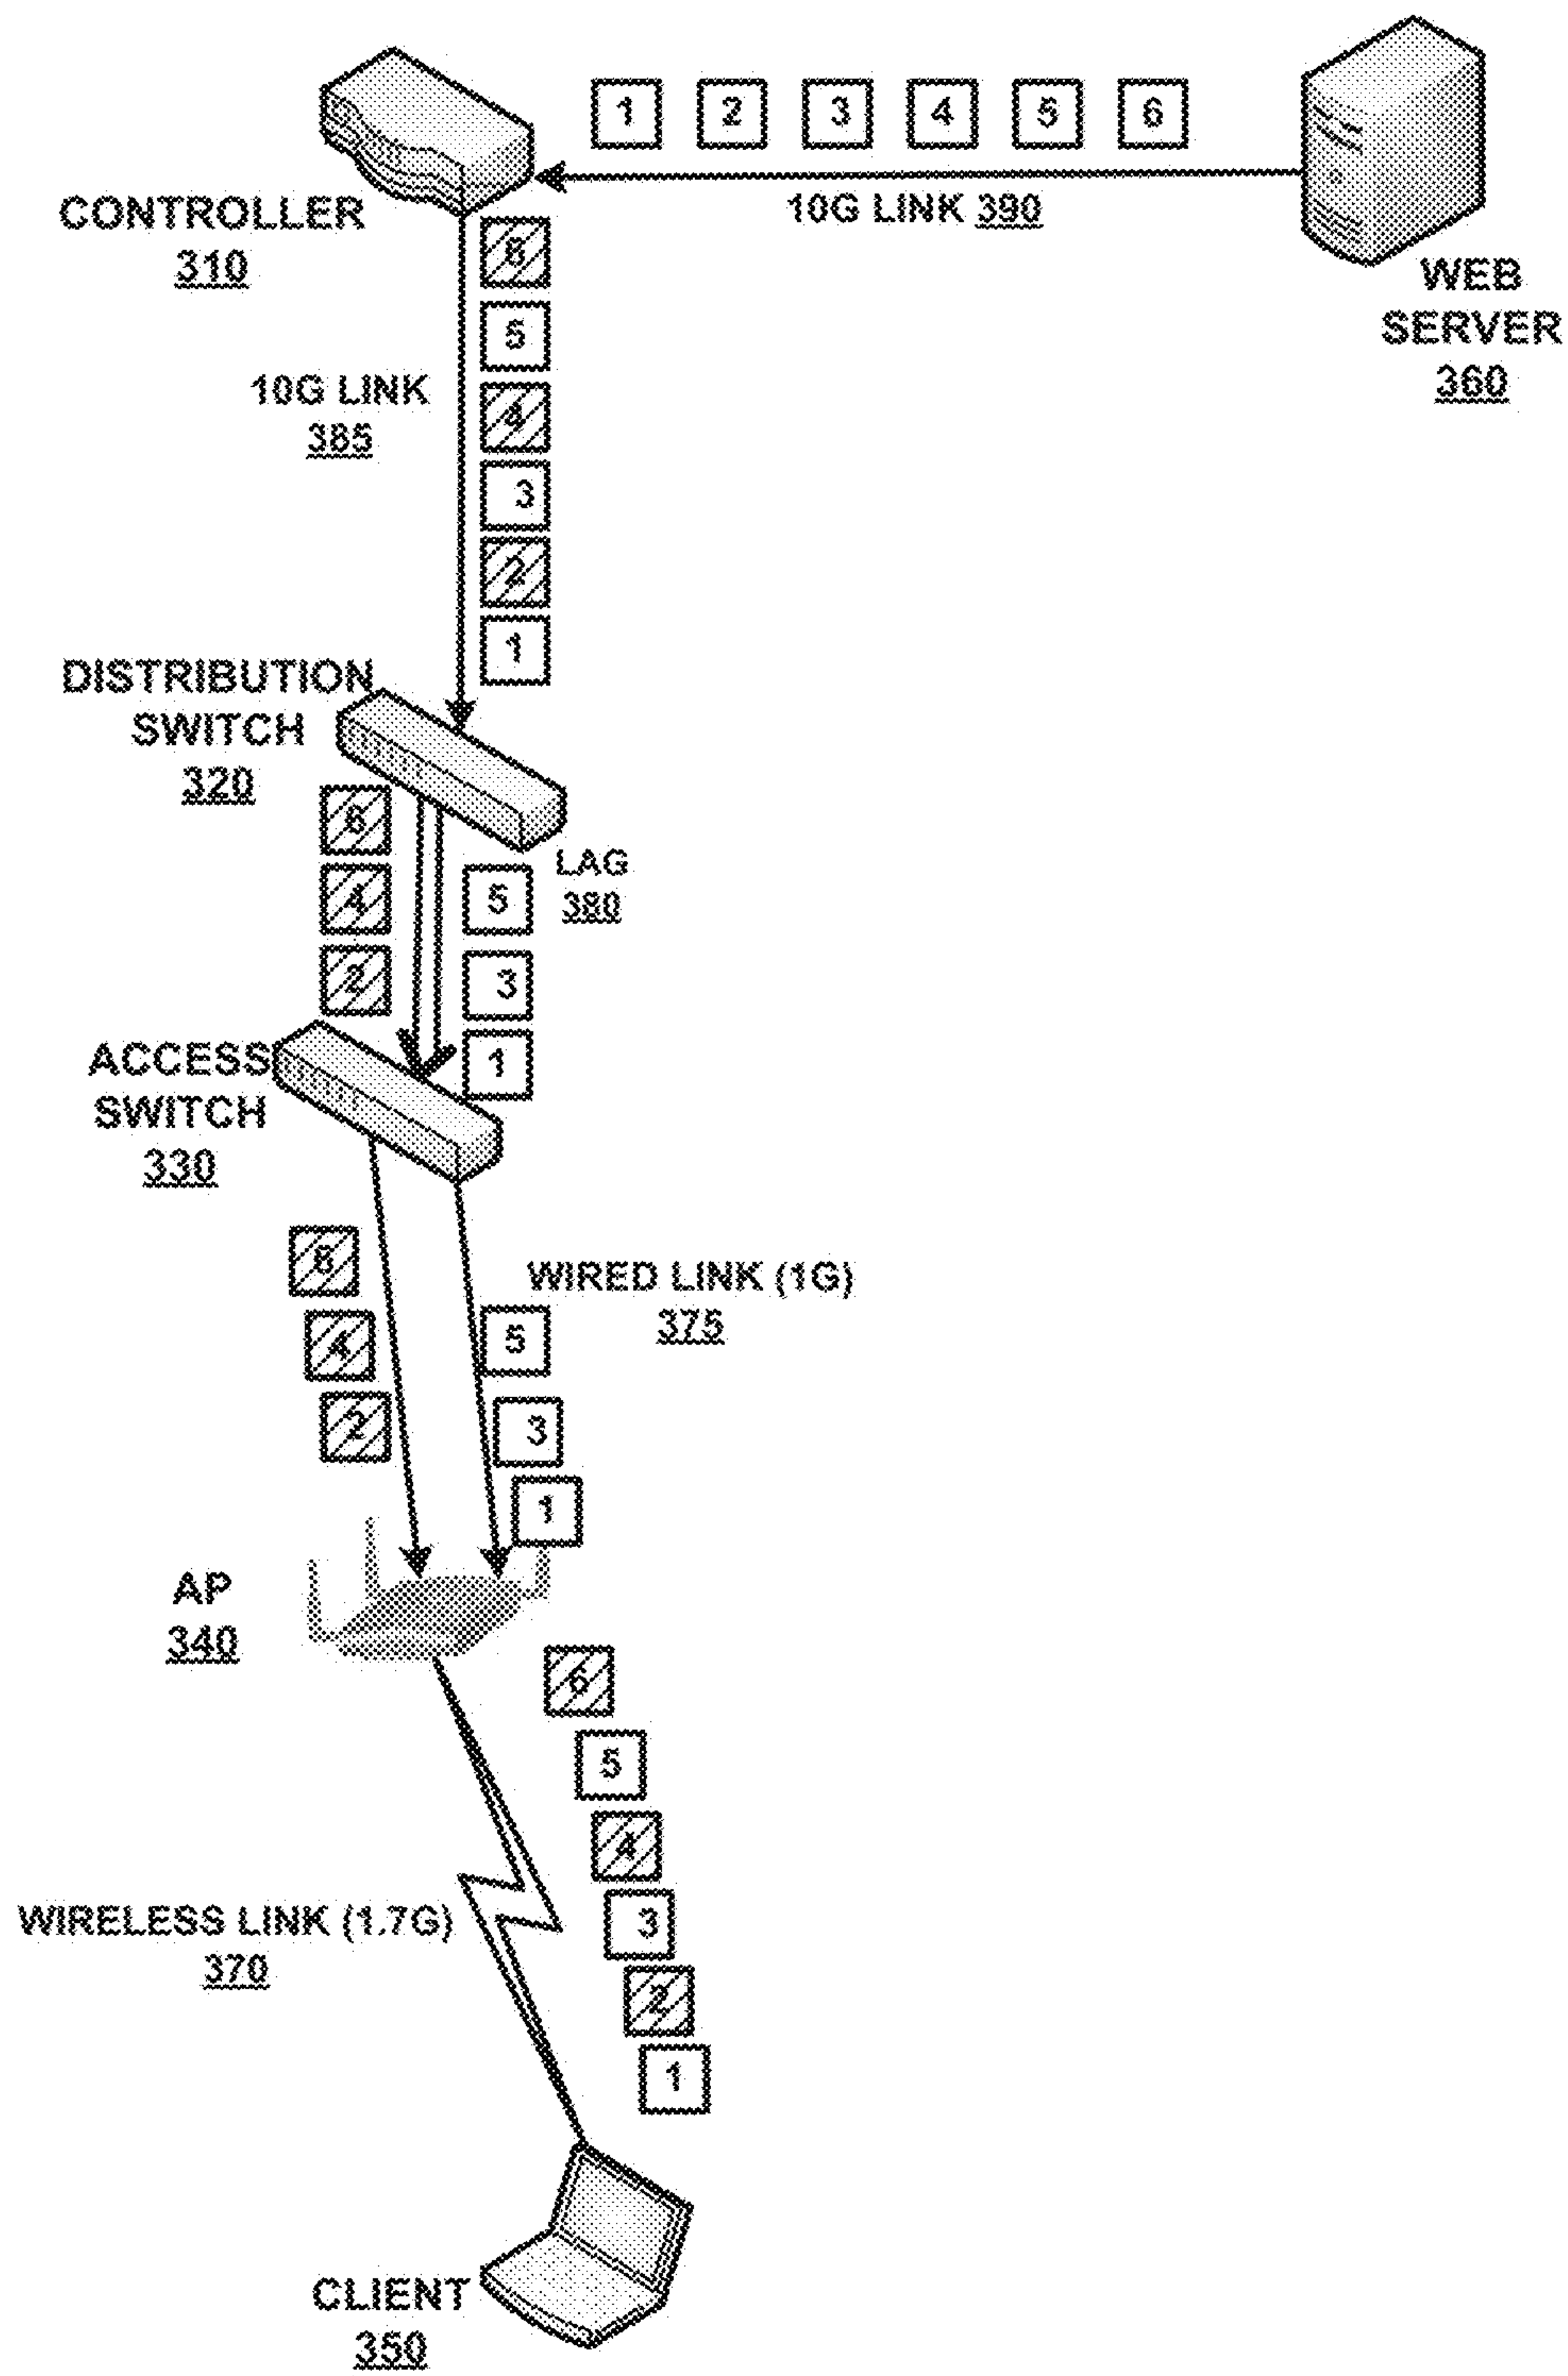 1 2 3 4 5 6
10G LINK 390
CONTROLLER
310
WEB
SERVER
360
6
5
4
3
2
1
10G LINK
385
DISTRIBUTION
SWITCH
320
6
4
2
5
3
1
LAG
380
ACCESS
SWITCH
330
6
4
2
WIRED LINK (1G)
375
5
3
1
AP
340
6
5
4
3
2
1
WIRELESS LINK (1.7G)
370
CLIENT
350